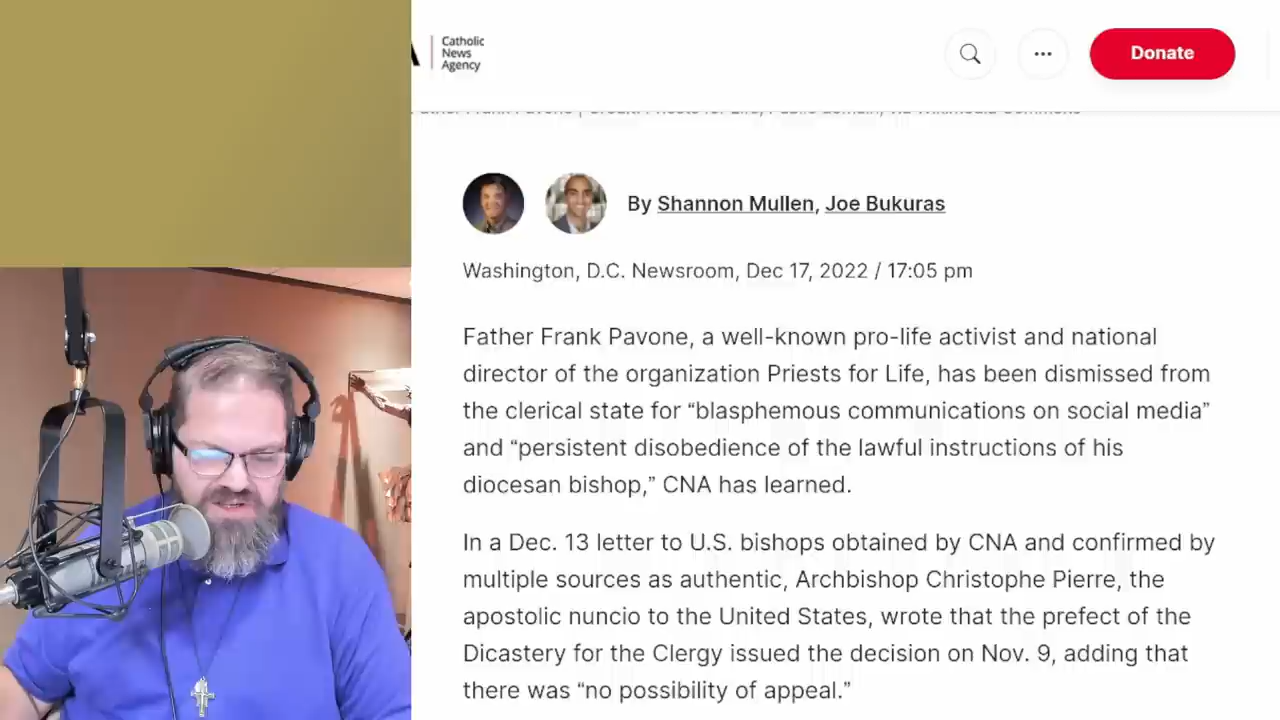 Catholic
News
Agency
Donate
By Shannon Mullen, Joe Bukuras
Washington, D.C. Newsroom, Dec 17, 2022 / 17:05 pm
Father Frank Pavone, a well-known pro-life activist and national
director of the organization Priests for Life, has been dismissed from
the clerical state for “blasphemous communications on social media”
and “persistent disobedience of the lawful instructions of his
diocesan bishop,” CNA has learned.
In a Dec. 13 letter to U.S. bishops obtained by CNA and confirmed by
multiple sources as authentic, Archbishop Christophe Pierre, the
apostolic nuncio to the United States, wrote that the prefect of the
Dicastery for the Clergy issued the decision on Nov. 9, adding that
there was “no possibility of appeal.”